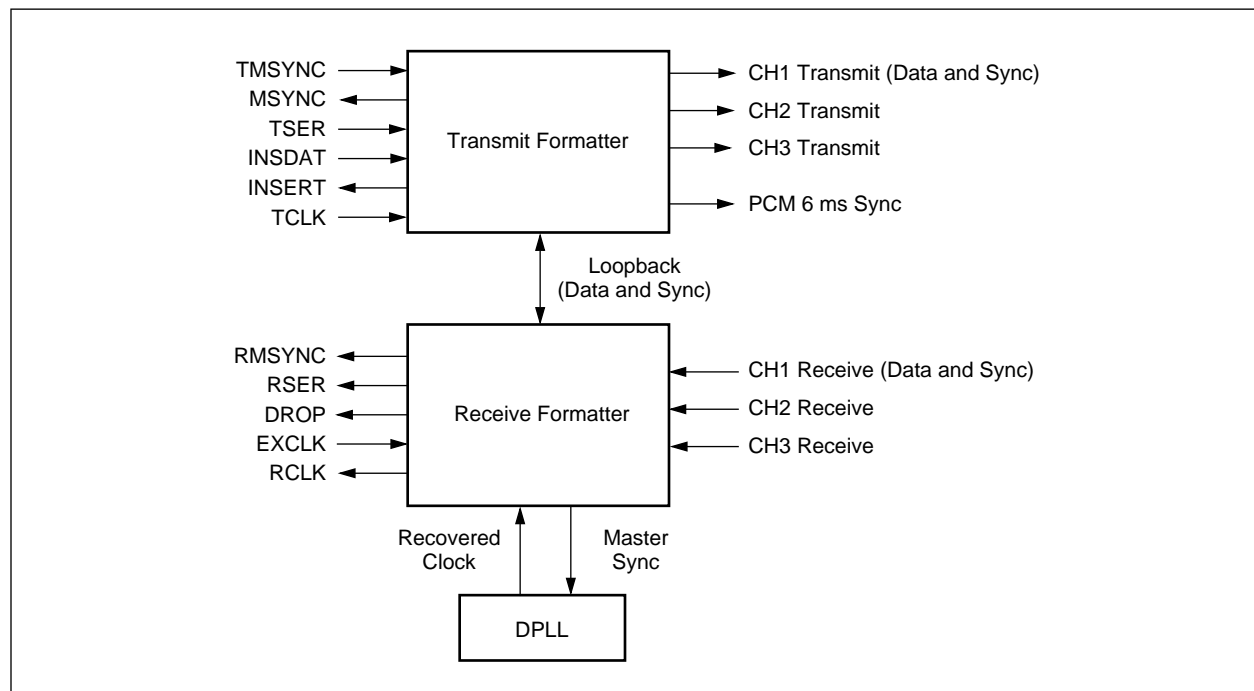 TMSYNC
MSYNC
TSER
INSDAT
INSERT
TCLK
Transmit Formatter
CH1 Transmit (Data and Sync)
CH2 Transmit
CH3 Transmit
PCM 6 ms Sync
Loopback
(Data and Sync)
RMSYNC
RSER
DROP
EXCLK
RCLK
Receive Formatter
CH1 Receive (Data and Sync)
CH2 Receive
CH3 Receive
Recovered
Clock
Master
Sync
DPLL